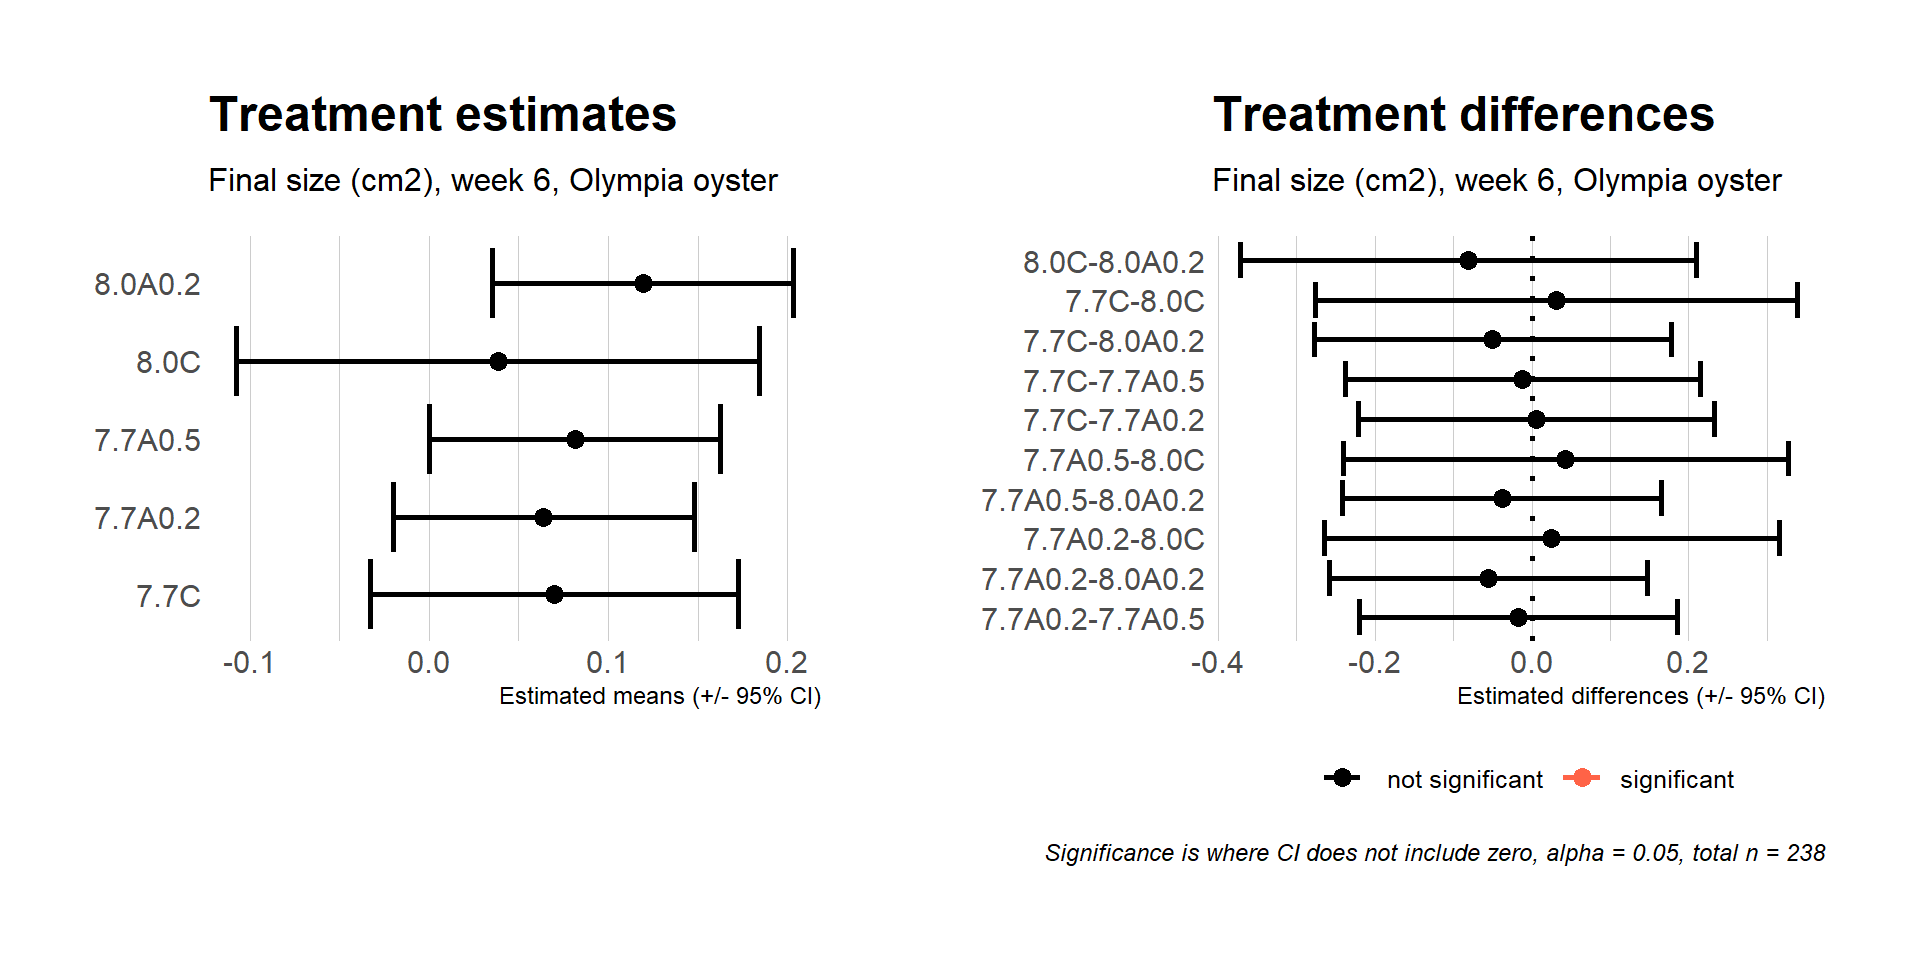 Treatment estimates
Final size (cm2), week 6, Olympia oyster
8.0A0.2
8.0C
7.7A0.5
7.7A0.2
7.7C
-0.1 0.0 0.1 0.2
Estimated means (+/- 95% CI)
Treatment differences
Final size (cm2), week 6, Olympia oyster
8.0C-8.0A0.2
7.7C-8.0C
7.7C-8.0A0.2
7.7C-7.7A0.5
7.7C-7.7A0.2
7.7A0.5-8.0C
7.7A0.5-8.0A0.2
7.7A0.2-8.0C
7.7A0.2-8.0A0.2
7.7A0.2-7.7A0.5
-0.4 -0.2 0.0 0.2
Estimated differences (+/- 95% CI)
not significant significant
Significance is where CI does not include zero, alpha = 0.05, total n = 238